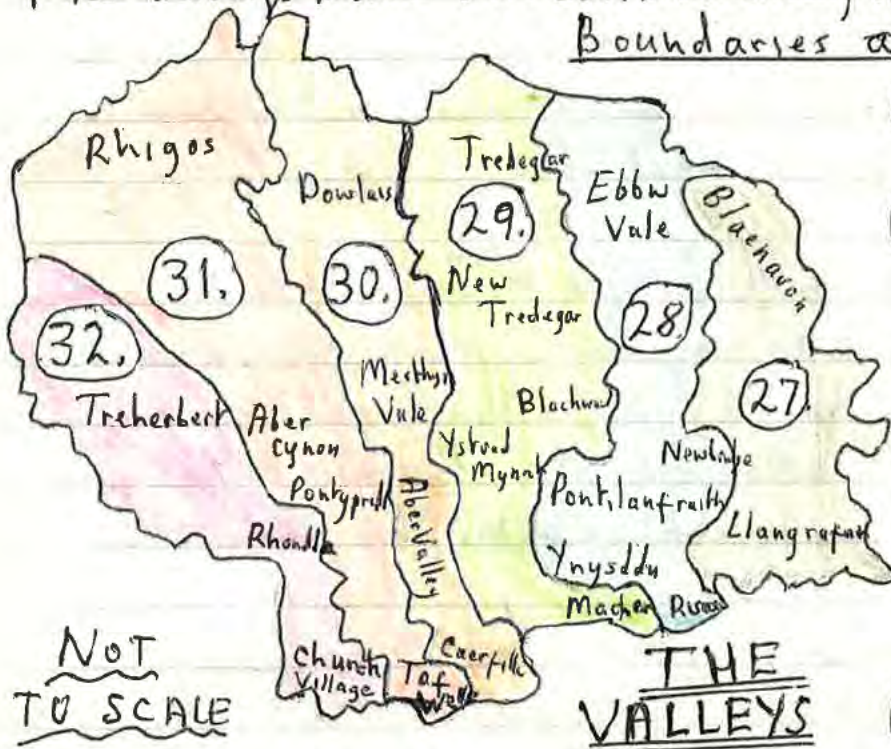 Boundaries a
Rhigos
Tredegar
Dowlais
Ebbw
Vale
Blaenavon
29.
31.
30.
New
Tredegar
28.
32.
27.
Merthyr
Vale
Treherbert
Aber
Cynon
Ystrad
Mynach
Newbridge
Pontypridd
Aber Valley
Pontllanfraith
Llangrafan
Rhondda
Ynysddu
Machen
Risca
Church
Village
Taf
Caerfilli
NOT
TO SCALE
THE
VALLEYS